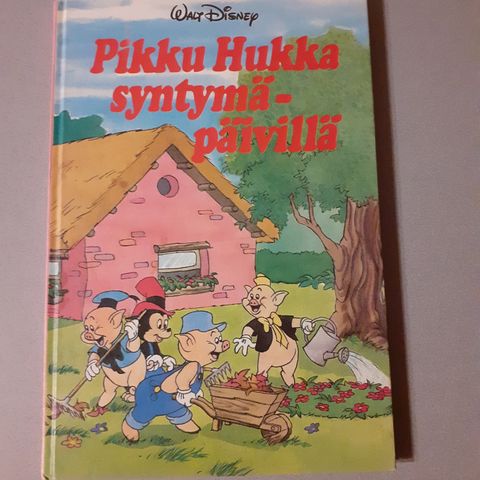 WALT DISNEY
Pikku Hukka
syntymä-
päivillä